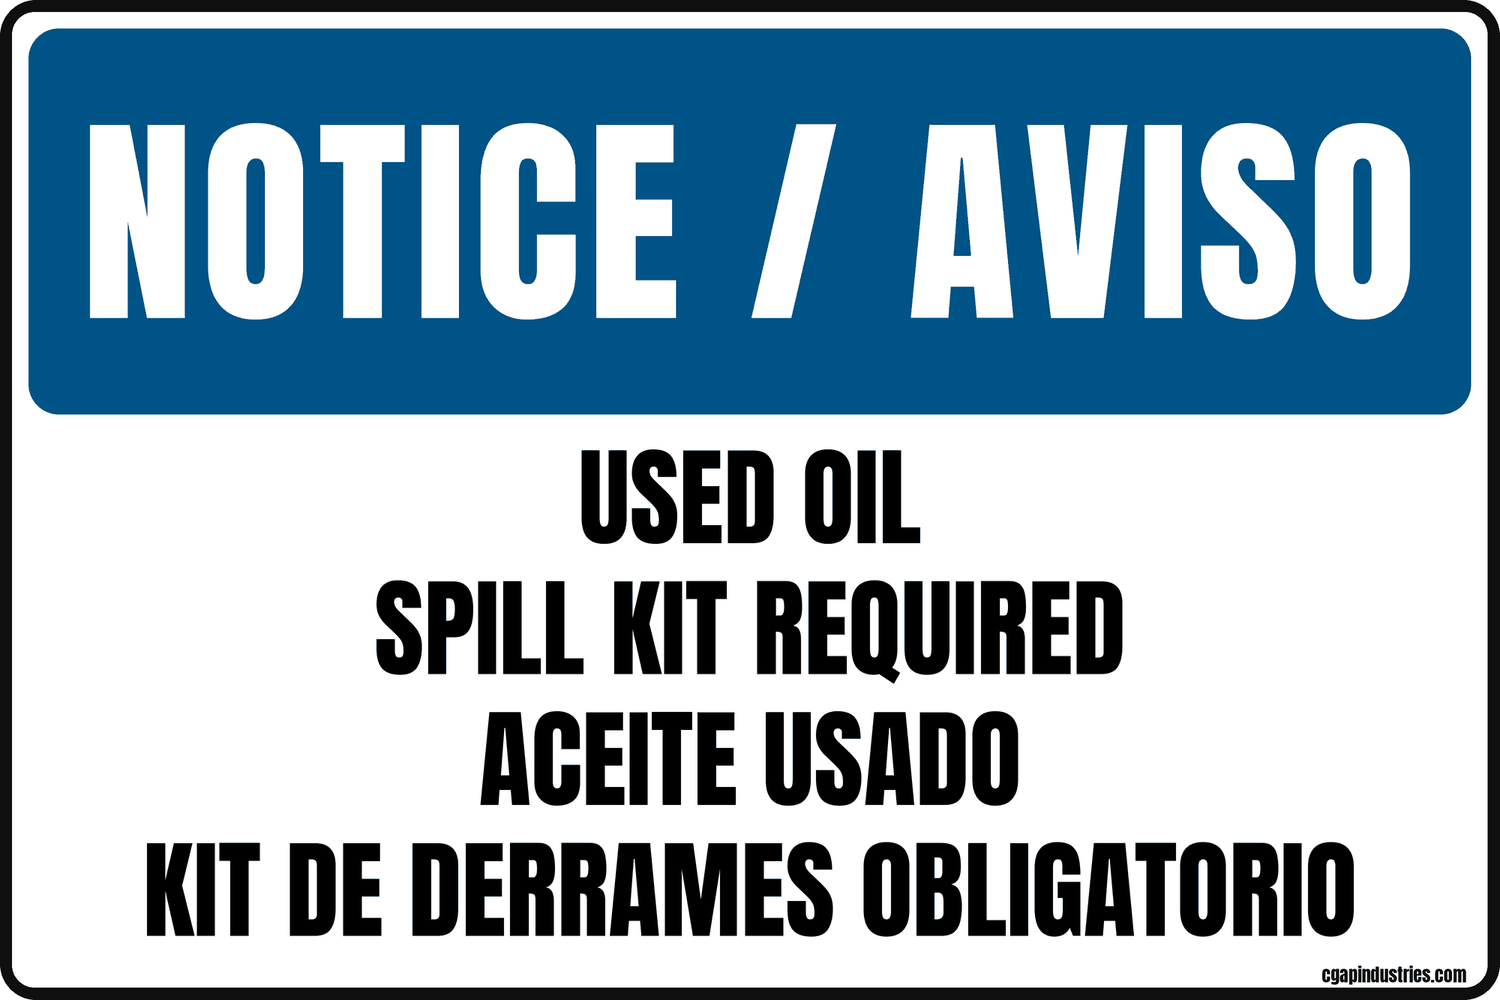 NOTICE / AVISO
USED OIL
SPILL KIT REQUIRED
ACEITE USADO
KIT DE DERRAMES OBLIGATORIO
cgapindustries.com